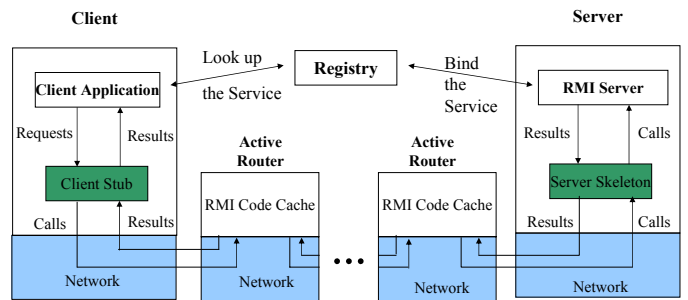 Client
Server
Look up
the Service
Registry
Bind
the
Service
Client Application
RMI Server
Requests
Results
Results
Calls
Active
Router
Active
Router
Client Stub
Server Skeleton
RMI Code Cache
RMI Code Cache
Calls
Results
Results
Calls
Network
Network
Network
Network